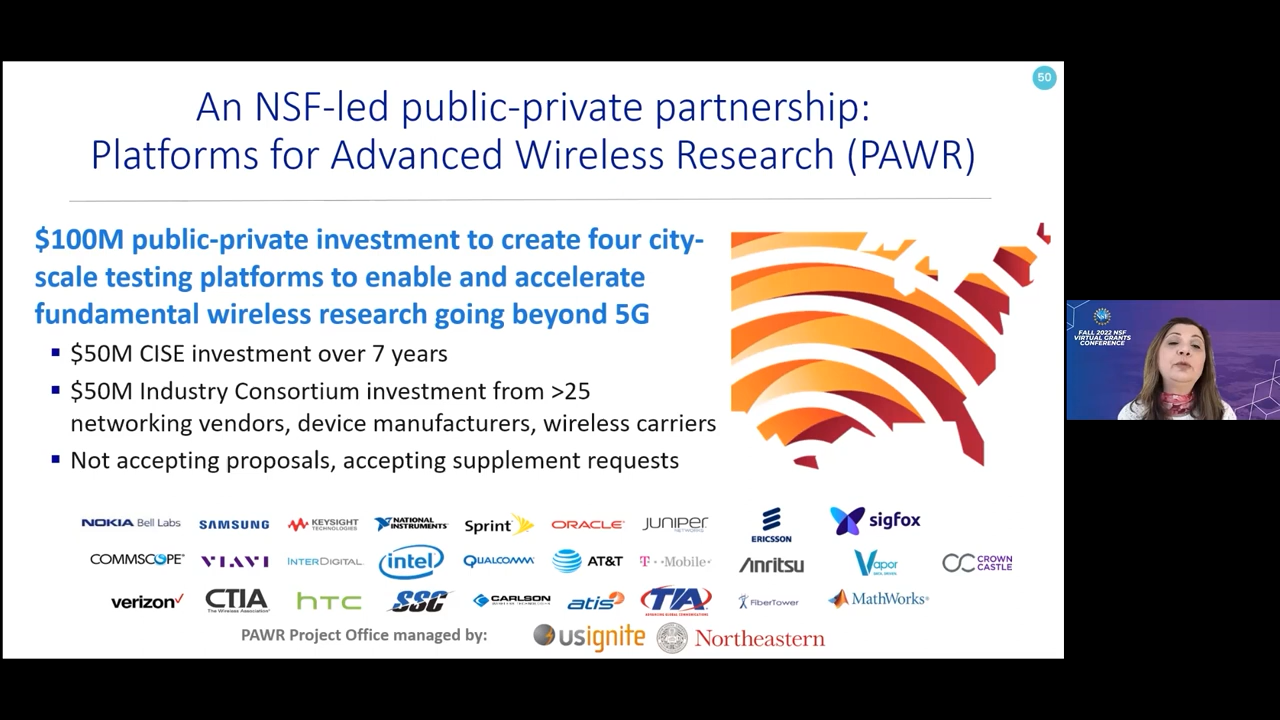 50
An NSF-led public-private partnership:
Platforms for Advanced Wireless Research (PAWR)
$100M public-private investment to create four city-
scale testing platforms to enable and accelerate
fundamental wireless research going beyond 5G
▪ $50M CISE investment over 7 years
▪ $50M Industry Consortium investment from >25
networking vendors, device manufacturers, wireless carriers
▪ Not accepting proposals, accepting supplement requests
NOKIA Bell Labs SAMSUNG KEYSIGHT TECHNOLOGIES NATIONAL INSTRUMENTS Sprint ORACLE JUNIPER NETWORKS ERICSSON sigfox
COMMSCOPE VIAVI INTERDIGITAL intel QUALCOMM AT&T T··Mobile· Anritsu Vapor CROWN CASTLE
verizon CTIA The Wireless Association htc SSC CARLSON atis TIA FIBERTOWER MathWorks
PAWR Project Office managed by: usignite Northeastern
FALL 2022 NSF
VIRTUAL GRANTS
CONFERENCE